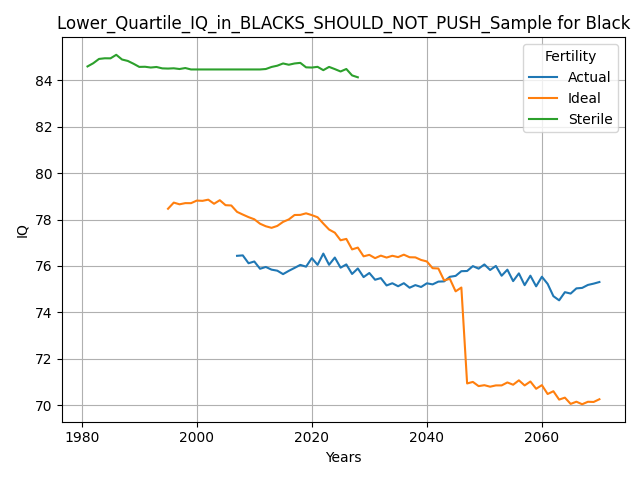 Lower_Quartile_IQ_in_BLACKS_SHOULD_NOT_PUSH_Sample for Black
Fertility
Actual
Ideal
Sterile
IQ
84
82
80
78
76
74
72
70
1980
2000
2020
2040
2060
Years